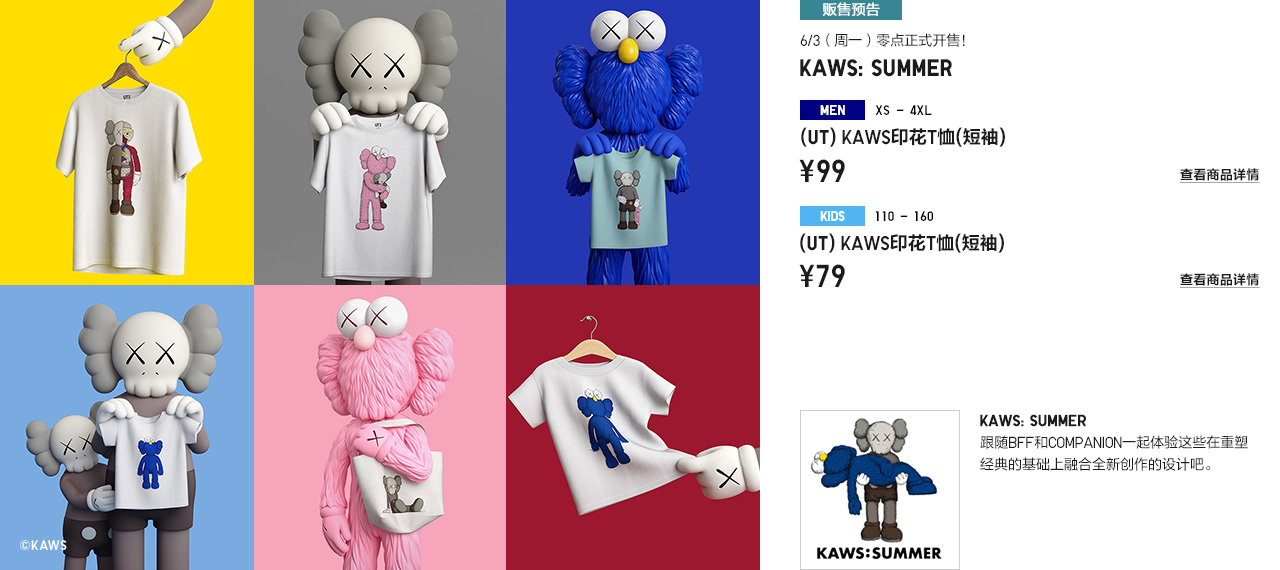 贩售预告
6/3（周一）零点正式开售!
KAWS: SUMMER
MEN XS - 4XL
(UT) KAWS印花T恤(短袖)
¥99
查看商品详情
KIDS 110 - 160
(UT) KAWS印花T恤(短袖)
¥79
查看商品详情
KAWS: SUMMER
跟随BFF和COMPANION一起体验这些在重塑
经典的基础上融合全新创作的设计吧。
KAWS:SUMMER
©KAWS